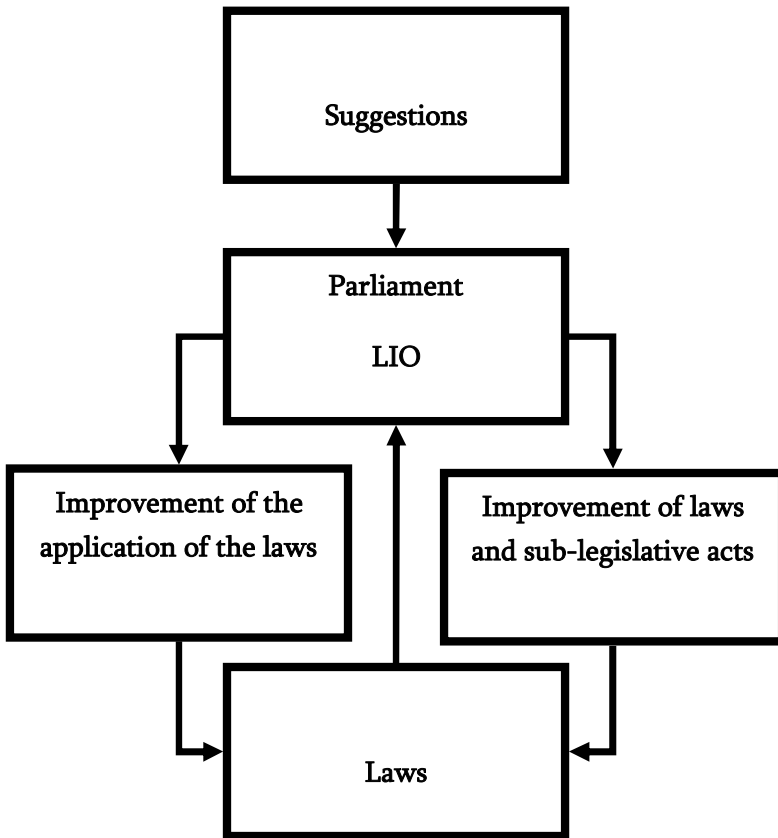 Suggestions
Parliament
LIO
Improvement of the
application of the laws
Improvement of laws
and sub-legislative acts
Laws